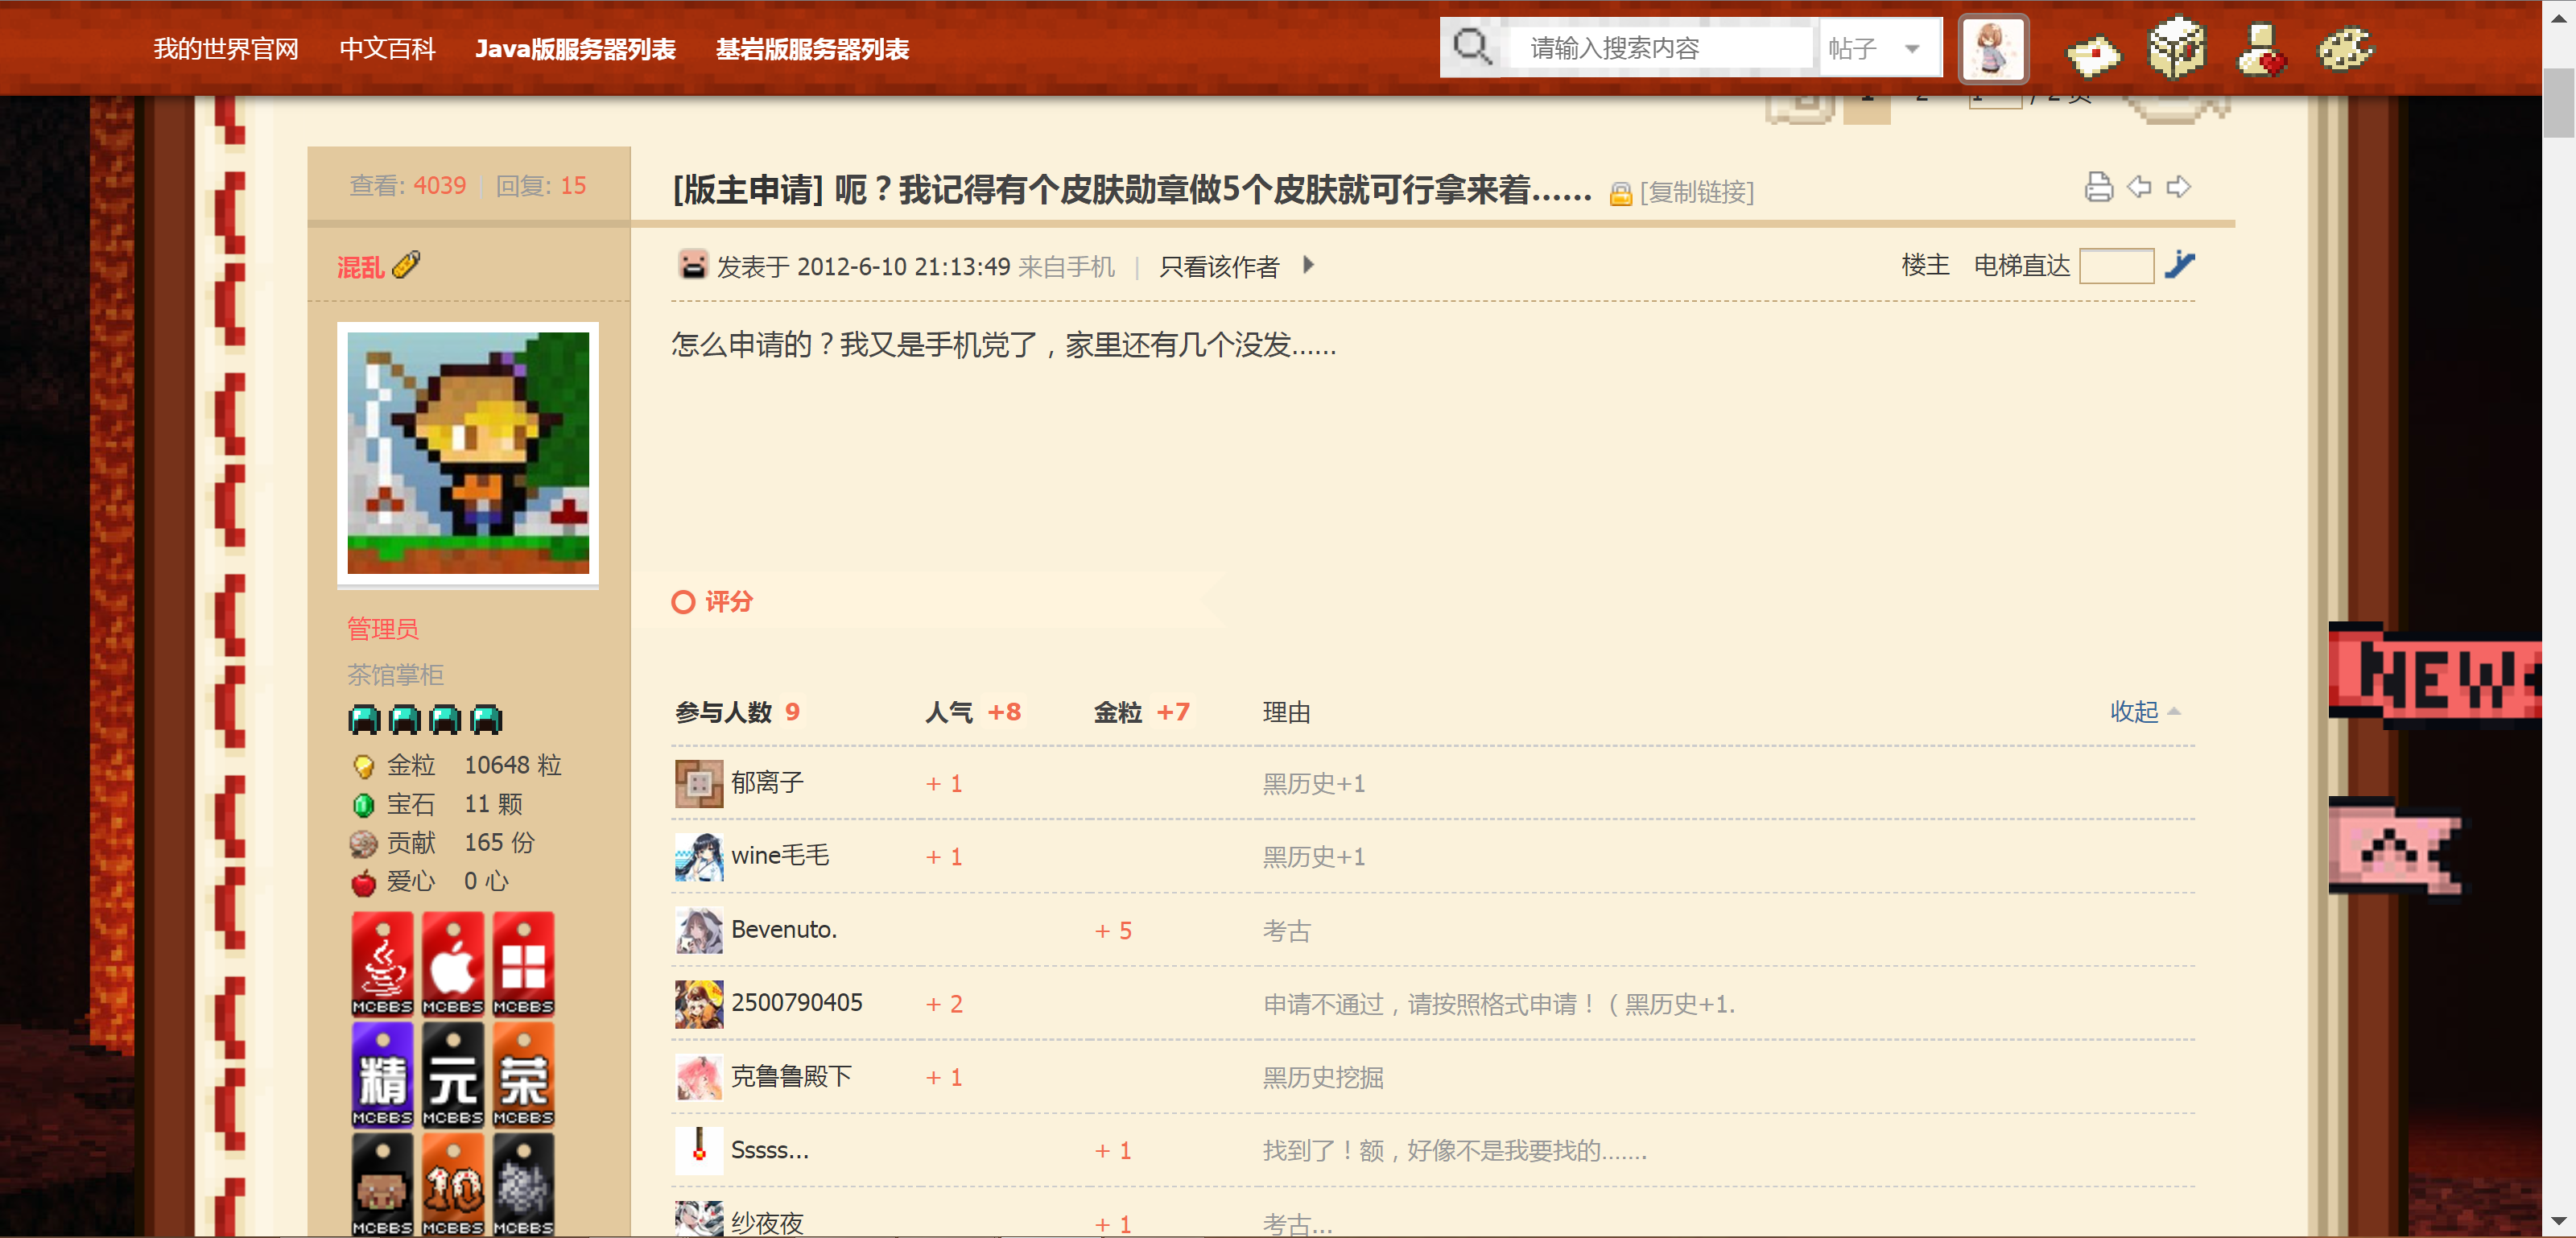 我的世界官网 中文百科 Java版服务器列表 基岩版服务器列表 请输入搜索内容 帖子
查看: 4039 | 回复: 15
[版主申请] 呃？我记得有个皮肤勋章做5个皮肤就可行拿来着…… [复制链接]
混乱
发表于 2012-6-10 21:13:49 来自手机 | 只看该作者
楼主 电梯直达
怎么申请的？我又是手机党了，家里还有几个没发……
管理员
茶馆掌柜
金粒 10648 粒
宝石 11 颗
贡献 165 份
爱心 0 心
MCBBS MCBBS MCBBS
精 元 荣
MCBBS MCBBS MCBBS
10
MCBBS MCBBS MCBBS
评分
参与人数 9 人气 +8 金粒 +7 理由 收起
郁离子 + 1 黑历史+1
wine毛毛 + 1 黑历史+1
Bevenuto. + 5 考古
2500790405 + 2 申请不通过，请按照格式申请！（黑历史+1.
克鲁鲁殿下 + 1 黑历史挖掘
Sssss... + 1 找到了！额，好像不是我要找的.......
纱夜夜 + 1 考古...
NEW